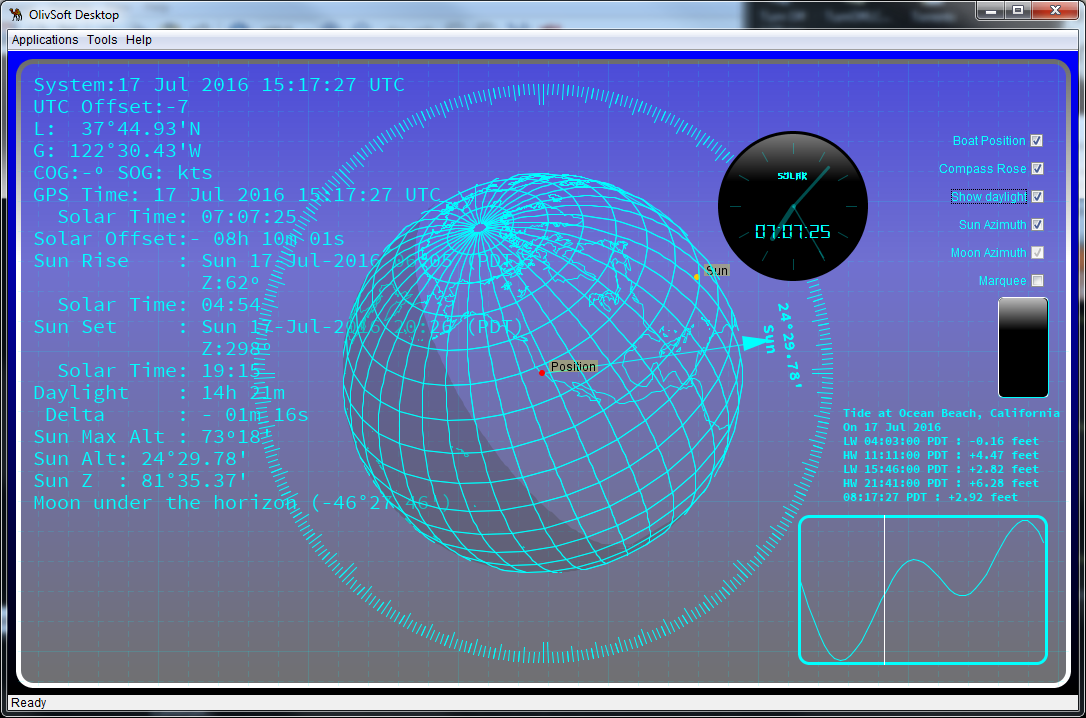 OlivSoft Desktop
Applications Tools Help
System:17 Jul 2016 15:17:27 UTC
UTC Offset:-7
L: 37°44.93'N
G: 122°30.43'W
COG:-° SOG: kts
GPS Time: 17 Jul 2016 15:17:27 UTC
Solar Time: 07:07:25
Solar Offset:- 08h 10m 01s
Sun Rise : Sun 17-Jul-2016 (PDT)
Z:62°
Solar Time: 04:54
Sun Set : Sun 17-Jul-2016 20:26 (PDT)
Z:298°
Solar Time: 19:15
Daylight : 14h 21m
Delta : - 01m 16s
Sun Max Alt : 73°18'
Sun Alt: 24°29.78'
Sun Z : 81°35.37'
Moon under the horizon (-46°27.46')
SOLAR
07:07:25
Sun
Position
24°29.78'
Sun
Boat Position
Compass Rose
Show daylight
Sun Azimuth
Moon Azimuth
Marquee
Tide at Ocean Beach, California
On 17 Jul 2016
LW 04:03:00 PDT : -0.16 feet
HW 11:11:00 PDT : +4.47 feet
LW 15:46:00 PDT : +2.82 feet
HW 21:41:00 PDT : +6.28 feet
08:17:27 PDT : +2.92 feet
Ready